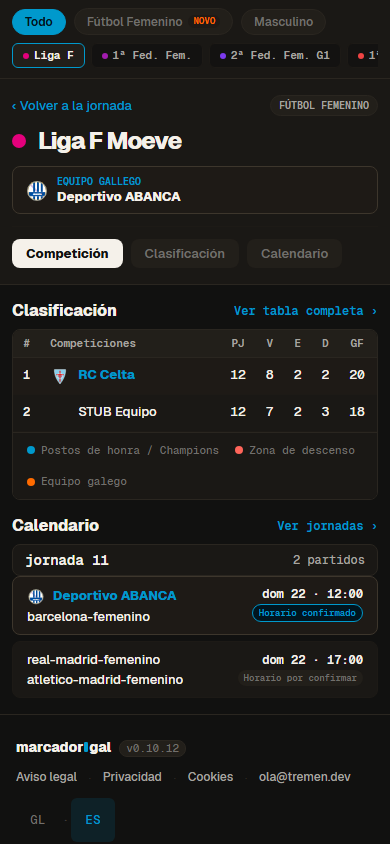 Todo Fútbol Femenino NOVO Masculino
Liga F 1ª Fed. Fem. 2ª Fed. Fem. G1
‹ Volver a la jornada FÚTBOL FEMENINO
Liga F Moeve
EQUIPO GALLEGO
Deportivo ABANCA
Competición Clasificación Calendario
Clasificación Ver tabla completa ›
# Competiciones PJ V E D GF
1 RC Celta 12 8 2 2 20
2 STUB Equipo 12 7 2 3 18
Postos de honra / Champions Zona de descenso
Equipo galego
Calendario Ver jornadas ›
jornada 11 2 partidos
Deportivo ABANCA dom 22 · 12:00
barcelona-femenino Horario confirmado
real-madrid-femenino dom 22 · 17:00
atletico-madrid-femenino Horario por confirmar
marcador gal v0.10.12
Aviso legal · Privacidad · Cookies · ola@tremen.dev
GL · ES